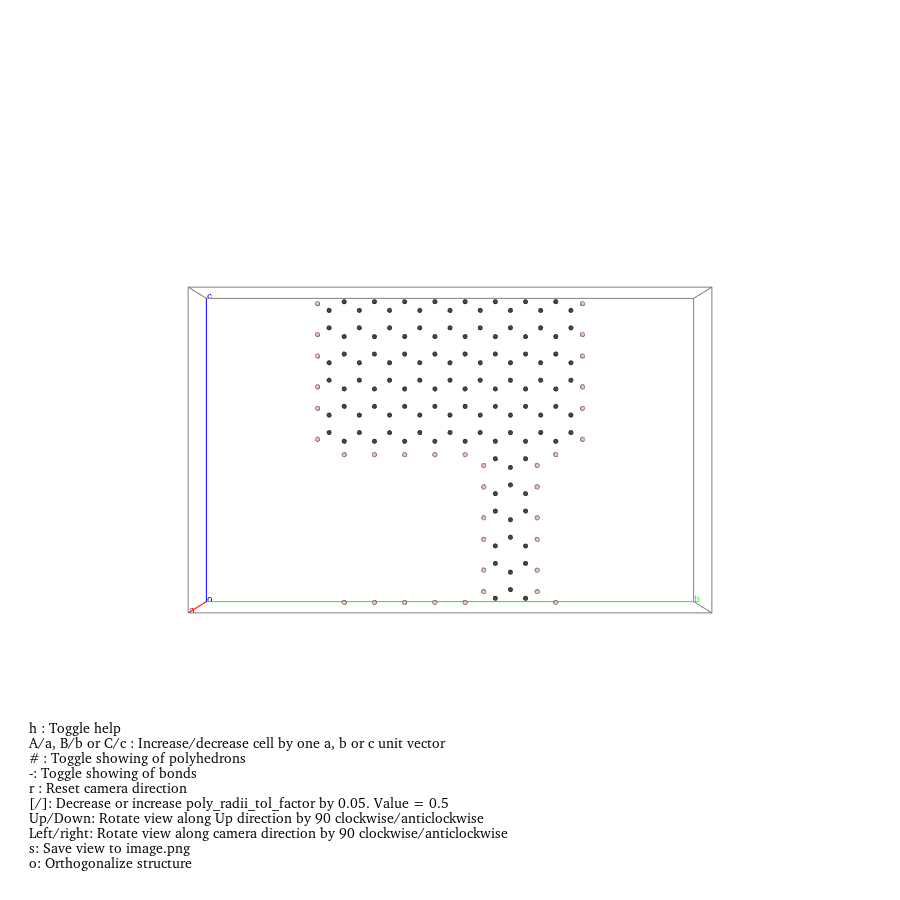 c
o
a
b
h : Toggle help
A/a, B/b or C/c : Increase/decrease cell by one a, b or c unit vector
# : Toggle showing of polyhedrons
-: Toggle showing of bonds
r : Reset camera direction
[/]: Decrease or increase poly_radii_tol_factor by 0.05. Value = 0.5
Up/Down: Rotate view along Up direction by 90 clockwise/anticlockwise
Left/right: Rotate view along camera direction by 90 clockwise/anticlockwise
s: Save view to image.png
o: Orthogonalize structure